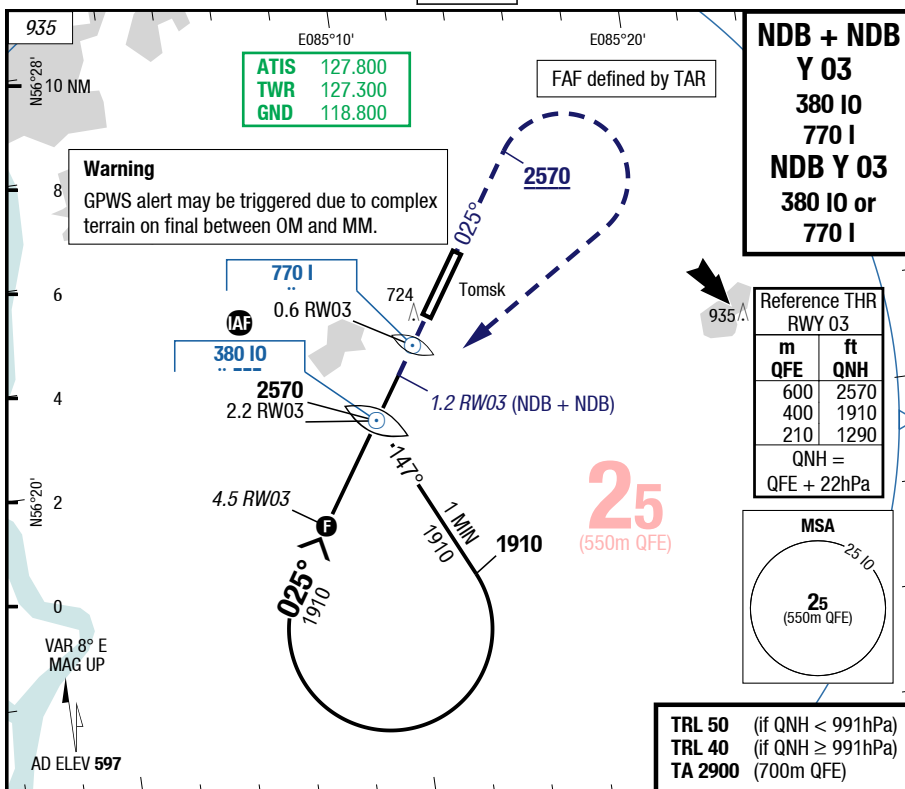 935
E085°10'
E085°20'
N56°28'
10 NM
ATIS 127.800
TWR 127.300
GND 118.800
FAF defined by TAR
NDB + NDB
Y 03
380 IO
770 I
NDB Y 03
380 IO or
770 I
Warning
GPWS alert may be triggered due to complex
terrain on final between OM and MM.
8
2570
025°
770 I
6
0.6 RW03
724
Tomsk
935
IAF
380 IO
Reference THR
RWY 03
m ft
QFE QNH
600 2570
400 1910
210 1290
QNH =
QFE + 22hPa
4
2570
2.2 RW03
1.2 RW03 (NDB + NDB)
147°
N56°20'
2
4.5 RW03
F
1 MIN
1910
1910
25
(550m QFE)
025°
1910
0
MSA
25 IO
25
(550m QFE)
VAR 8° E
MAG UP
AD ELEV 597
TRL 50 (if QNH < 991hPa)
TRL 40 (if QNH ≥ 991hPa)
TA 2900 (700m QFE)